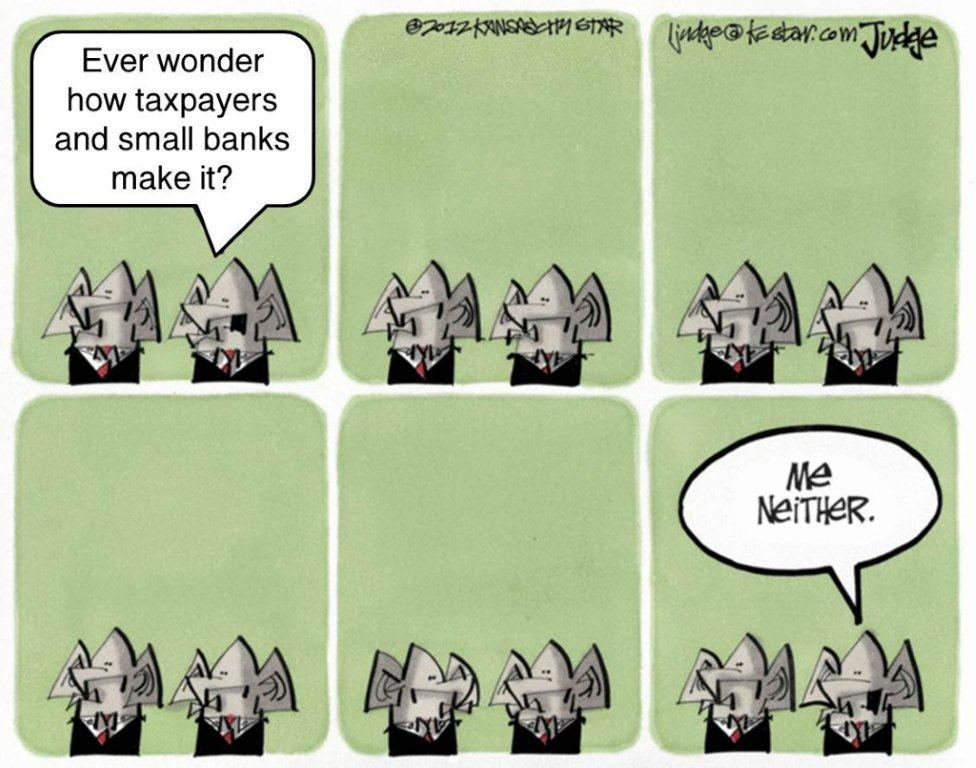 Ever wonder
how taxpayers
and small banks
make it?
©2012 KANSAS CITY STAR
ljudge@kcstar.com Judge
Me
NeiTHeR.